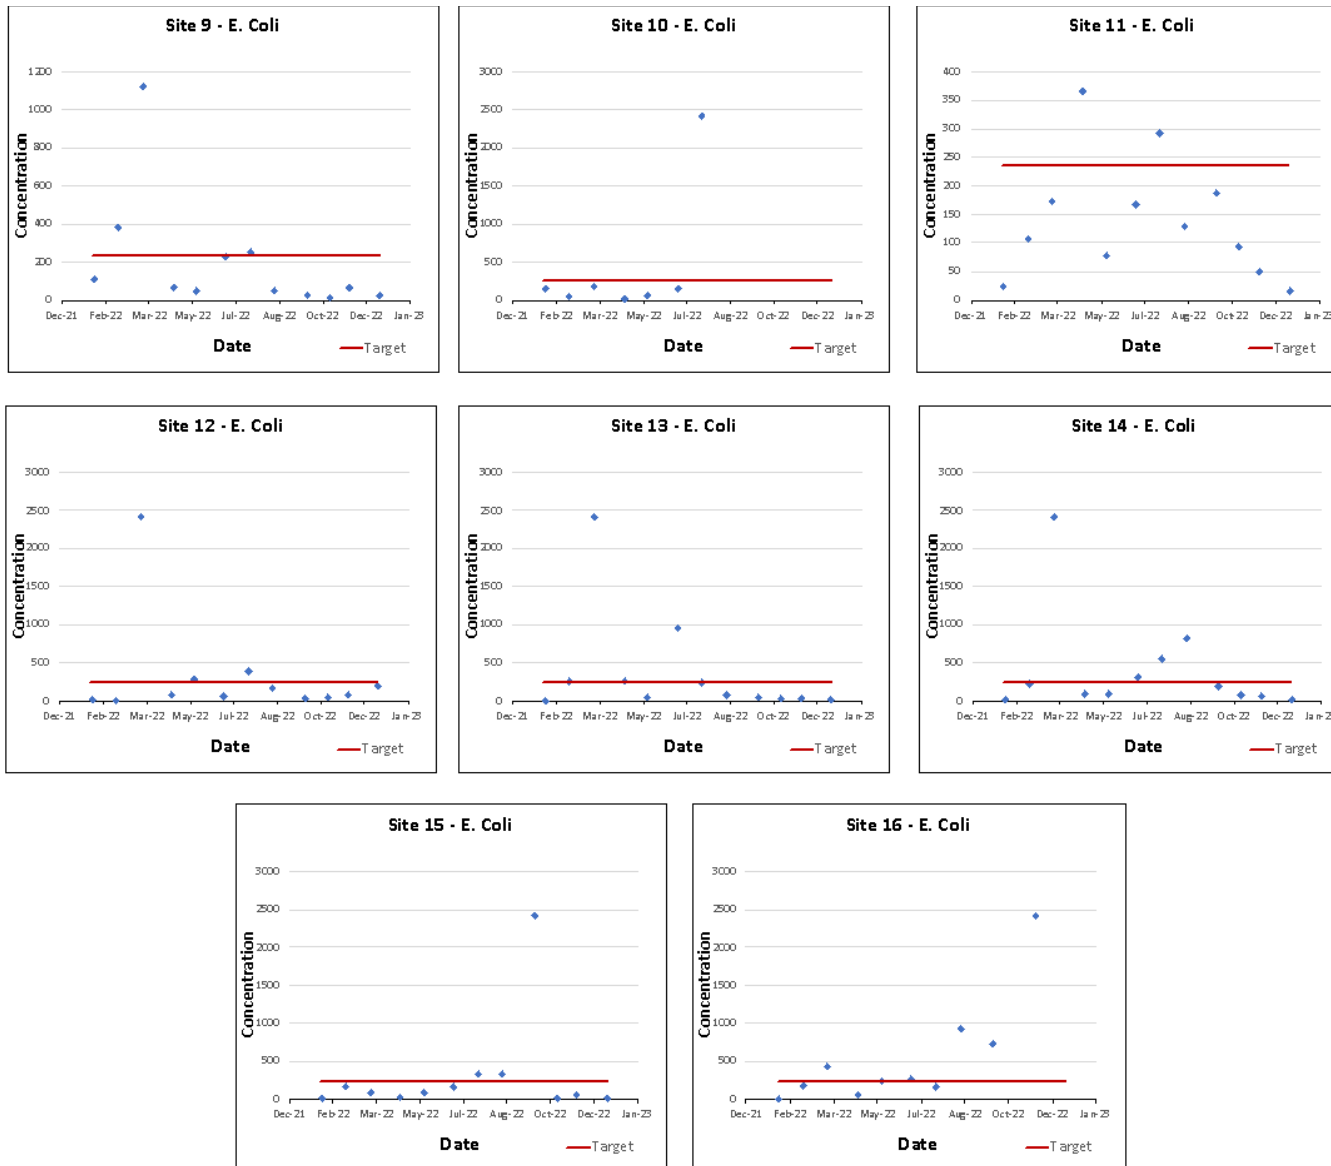 Site 9 - E. Coli
Concentration
1200
1000
800
600
400
200
0
Dec-21 Feb-22 Mar-22 May-22 Jul-22 Aug-22 Oct-22 Dec-22 Jan-23
Date
Target
Site 10 - E. Coli
Concentration
3000
2500
2000
1500
1000
500
0
Dec-21 Feb-22 Mar-22 May-22 Jul-22 Aug-22 Oct-22 Dec-22 Jan-23
Date
Target
Site 11 - E. Coli
Concentration
400
350
300
250
200
150
100
50
0
Dec-21 Feb-22 Mar-22 May-22 Jul-22 Aug-22 Oct-22 Dec-22 Jan-23
Date
Target
Site 12 - E. Coli
Concentration
3000
2500
2000
1500
1000
500
0
Dec-21 Feb-22 Mar-22 May-22 Jul-22 Aug-22 Oct-22 Dec-22 Jan-23
Date
Target
Site 13 - E. Coli
Concentration
3000
2500
2000
1500
1000
500
0
Dec-21 Feb-22 Mar-22 May-22 Jul-22 Aug-22 Oct-22 Dec-22 Jan-23
Date
Target
Site 14 - E. Coli
Concentration
3000
2500
2000
1500
1000
500
0
Dec-21 Feb-22 Mar-22 May-22 Jul-22 Aug-22 Oct-22 Dec-22 Jan-23
Date
Target
Site 15 - E. Coli
Concentration
3000
2500
2000
1500
1000
500
0
Dec-21 Feb-22 Mar-22 May-22 Jul-22 Aug-22 Oct-22 Dec-22 Jan-23
Date
Target
Site 16 - E. Coli
Concentration
3000
2500
2000
1500
1000
500
0
Dec-21 Feb-22 Mar-22 May-22 Jul-22 Aug-22 Oct-22 Dec-22 Jan-23
Date
Target